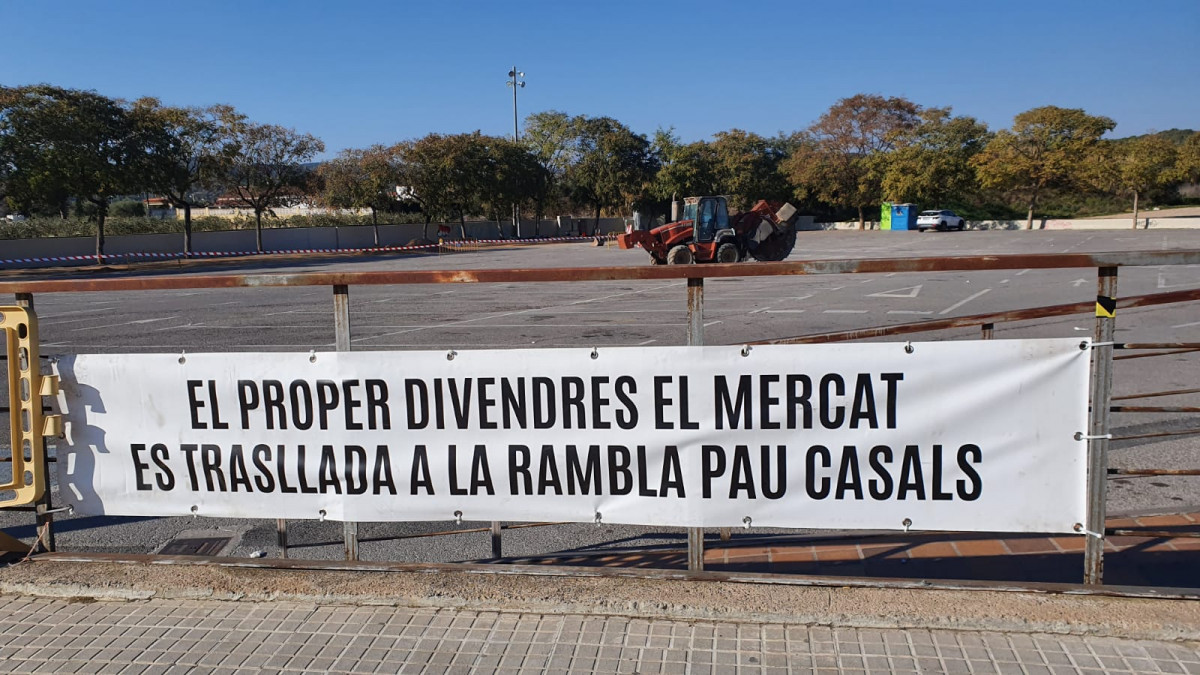 EL PROPER DIVENDRES EL MERCAT
ES TRASLLADA A LA RAMBLA PAU CASALS